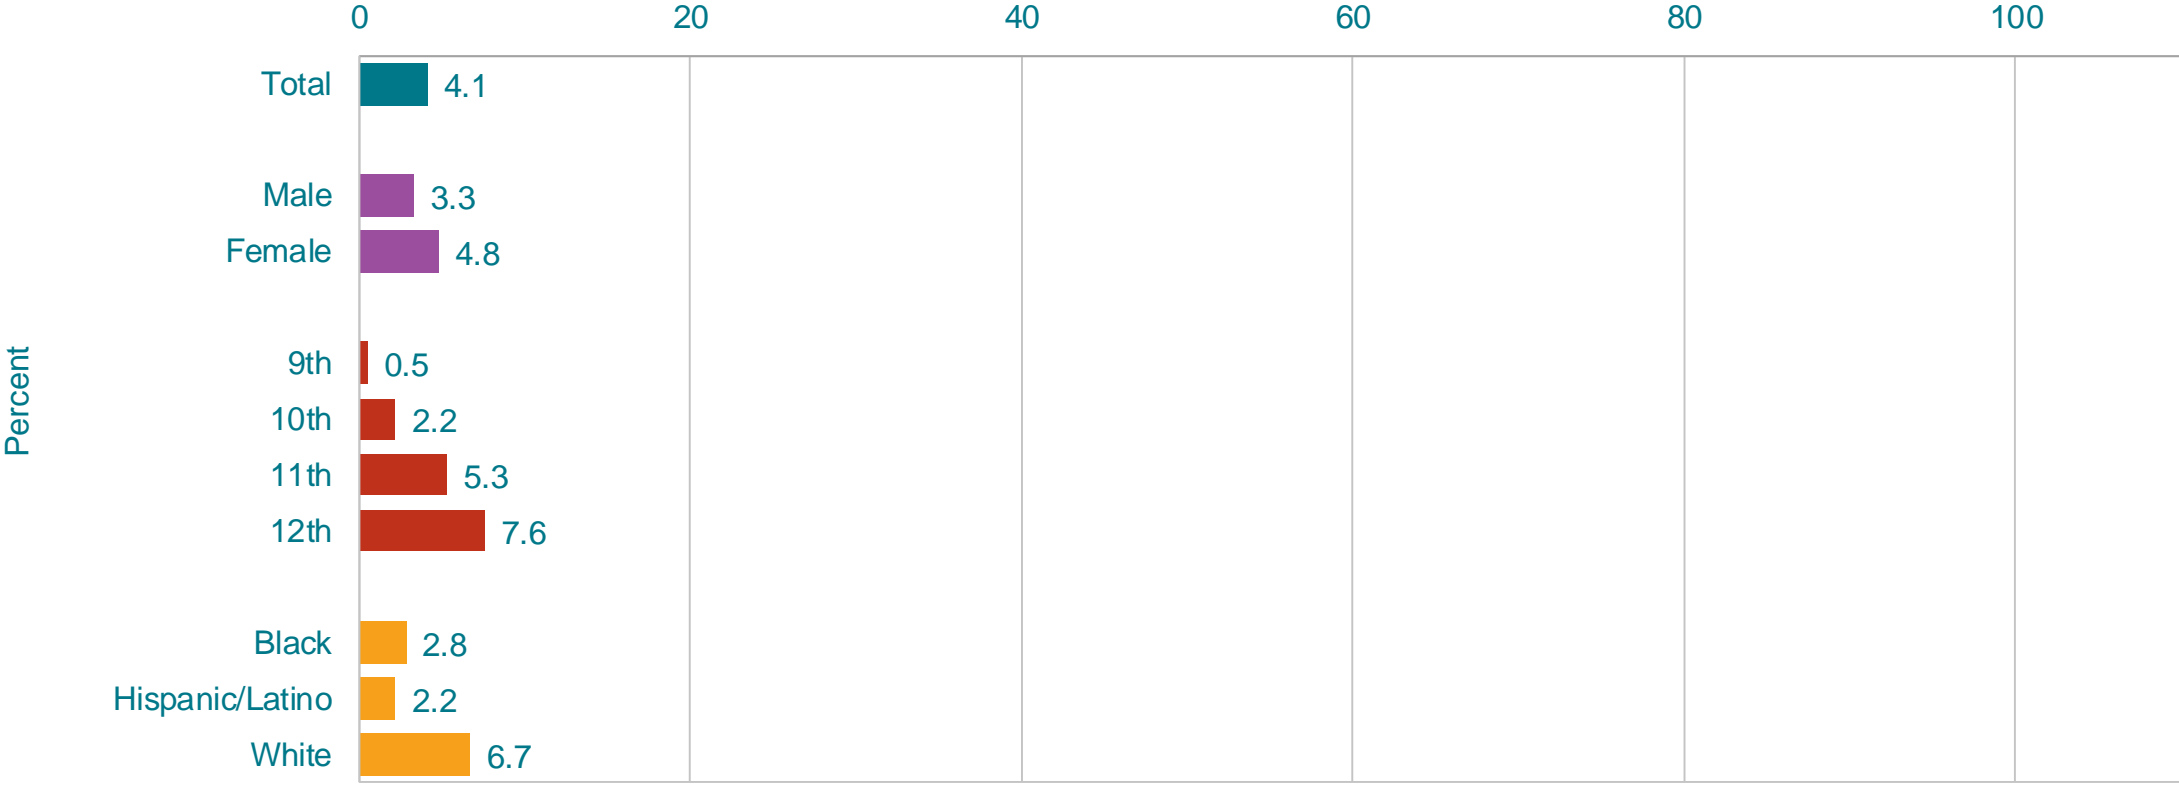 0 20 40 60 80 100
Total 4.1
Male 3.3
Female 4.8
Percent
9th 0.5
10th 2.2
11th 5.3
12th 7.6
Black 2.8
Hispanic/Latino 2.2
White 6.7